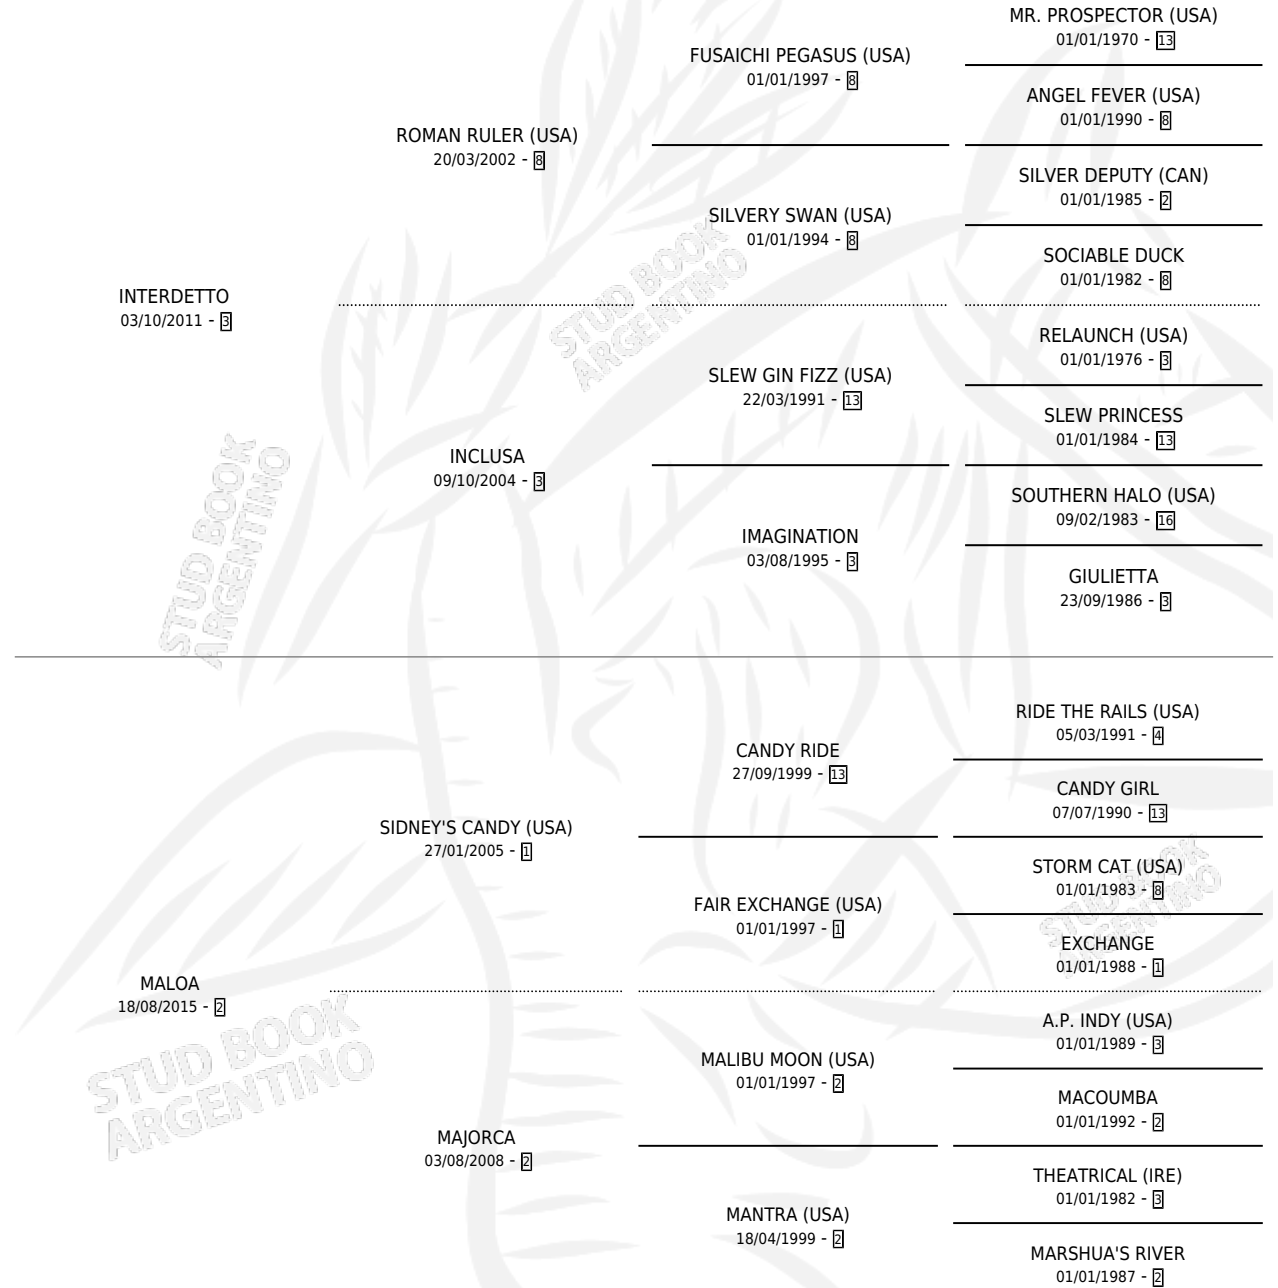 MR. PROSPECTOR (USA)
01/01/1970 - 13
FUSAICHI PEGASUS (USA)
01/01/1997 - 8
ANGEL FEVER (USA)
01/01/1990 - 8
ROMAN RULER (USA)
20/03/2002 - 8
SILVER DEPUTY (CAN)
01/01/1985 - 2
SILVERY SWAN (USA)
01/01/1994 - 8
SOCIABLE DUCK
01/01/1982 - 8
INTERDETTO
03/10/2011 - 3
STUD BOOK
ARGENTINO
RELAUNCH (USA)
01/01/1976 - 3
SLEW GIN FIZZ (USA)
22/03/1991 - 13
SLEW PRINCESS
01/01/1984 - 13
INCLUSA
09/10/2004 - 3
SOUTHERN HALO (USA)
09/02/1983 - 16
IMAGINATION
03/08/1995 - 3
GIULIETTA
23/09/1986 - 3
STUD BOOK
ARGENTINO
RIDE THE RAILS (USA)
05/03/1991 - 4
CANDY RIDE
27/09/1999 - 13
CANDY GIRL
07/07/1990 - 13
SIDNEY'S CANDY (USA)
27/01/2005 - 1
STORM CAT (USA)
01/01/1983 - 8
FAIR EXCHANGE (USA)
01/01/1997 - 1
EXCHANGE
01/01/1988 - 1
STUD BOOK
ARGENTINO
MALOA
18/08/2015 - 2
A.P. INDY (USA)
01/01/1989 - 3
MALIBU MOON (USA)
01/01/1997 - 2
MACOUMBA
01/01/1992 - 2
STUD BOOK
ARGENTINO
MAJORCA
03/08/2008 - 2
THEATRICAL (IRE)
01/01/1982 - 3
MANTRA (USA)
18/04/1999 - 2
MARSHUA'S RIVER
01/01/1987 - 2